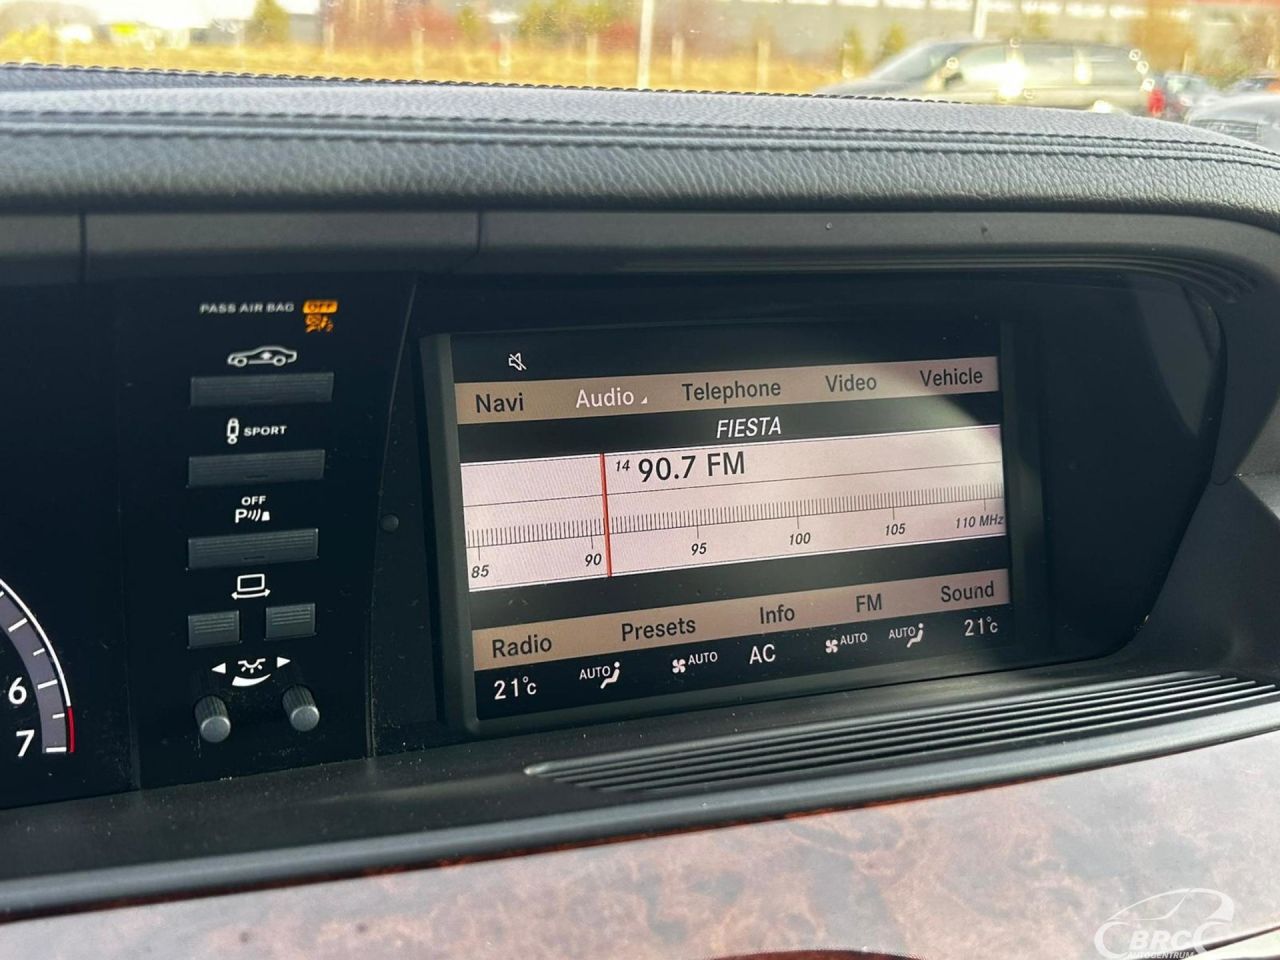 PASS AIR BAG OFF
SPORT
OFF
P
6
7
Navi Audio Telephone Video Vehicle
FIESTA
14 90.7 FM
85 90 95 100 105 110 MHz
Radio Presets Info FM Sound
21°C AUTO AUTO AC AUTO AUTO 21°C
BRC
AUTOCENTRUM